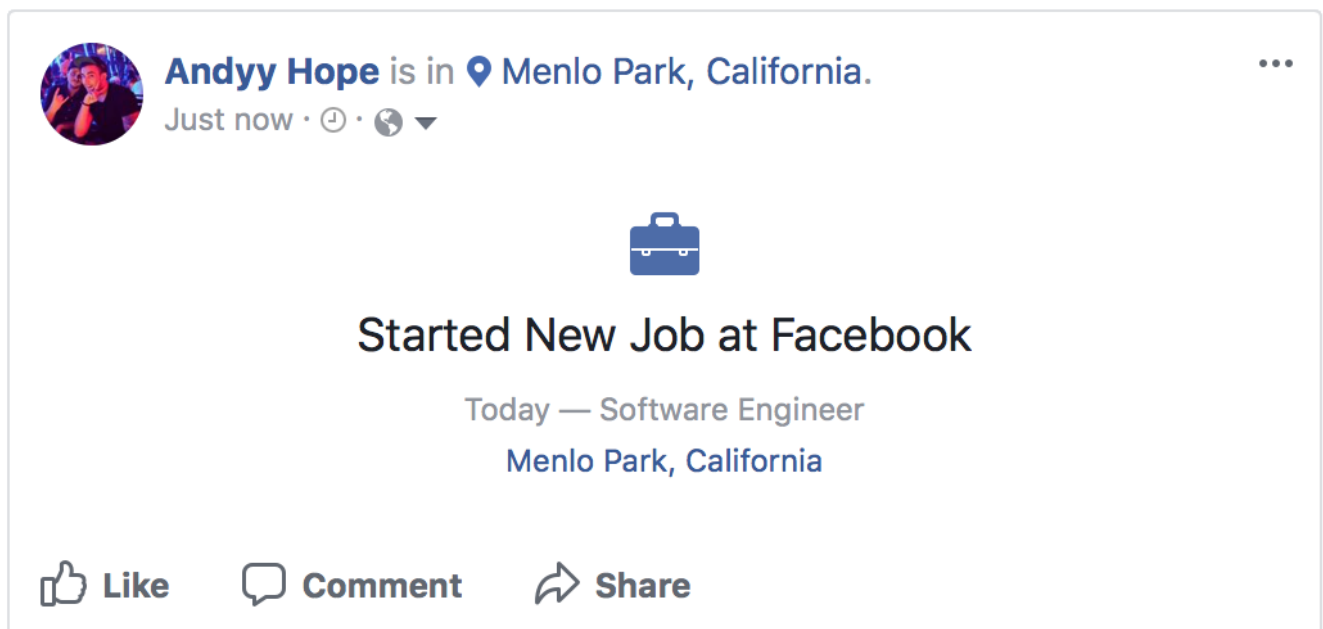 Andyy Hope is in Menlo Park, California.
Just now · ·
Started New Job at Facebook
Today — Software Engineer
Menlo Park, California
Like Comment Share